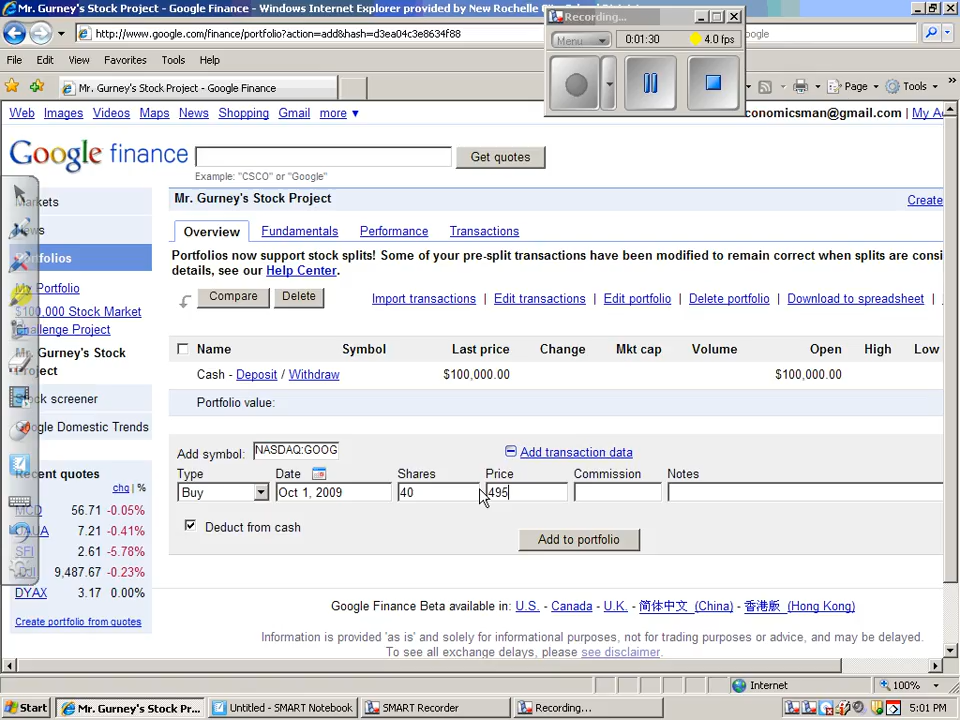 Mr. Gurney's Stock Project - Google Finance - Windows Internet Explorer provided by New Rochelle City School Di
Recording...
Menu
0:01:30
4.0 fps
http://www.google.com/finance/portfolio?action=add&hash=d3ea04c3e8634f88
oogle
File Edit View Favorites Tools Help
Mr. Gurney's Stock Project - Google Finance
Page
Tools
Web Images Videos Maps News Shopping Gmail more ▼
conomicsman@gmail.com | My Ac
Google finance
Get quotes
Example: "CSCO" or "Google"
Markets
News
Portfolios
My Portfolio
$100,000 Stock Market
Challenge Project
Mr. Gurney's Stock
Project
Stock screener
Google Domestic Trends
Recent quotes
chg | %
MCD 56.71 -0.05%
UAUA 7.21 -0.41%
SFI 2.61 -5.78%
.DJI 9,487.67 -0.23%
DYAX 3.17 0.00%
Create portfolio from quotes
Mr. Gurney's Stock Project
Create
Overview Fundamentals Performance Transactions
Portfolios now support stock splits! Some of your pre-split transactions have been modified to remain correct when splits are consi
details, see our Help Center.
Compare Delete Import transactions | Edit transactions | Edit portfolio | Delete portfolio | Download to spreadsheet |
Name Symbol Last price Change Mkt cap Volume Open High Low
Cash - Deposit / Withdraw $100,000.00 $100,000.00
Portfolio value:
Add symbol: NASDAQ:GOOG Add transaction data
Type Date Shares Price Commission Notes
Buy Oct 1, 2009 40 495
Deduct from cash
Add to portfolio
Google Finance Beta available in: U.S. - Canada - U.K. - 简体中文 (China) - 香港版 (Hong Kong)
Information is provided 'as is' and solely for informational purposes, not for trading purposes or advice, and may be delayed.
To see all exchange delays, please see disclaimer.
Internet
100%
Start
Mr. Gurney's Stock Pr...
Untitled - SMART Notebook
SMART Recorder
Recording...
5:01 PM